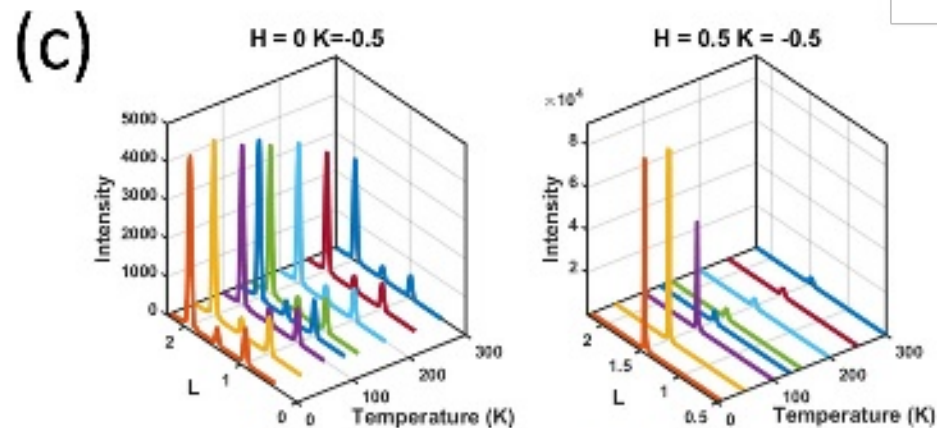 (c)
H = 0 K=-0.5
5000
4000
3000
2000
1000
0
Intensity
2
1
0
L
0
100
200
300
Temperature (K)
H = 0.5 K = -0.5
×10⁴
8
6
4
2
Intensity
2
1.5
1
0.5
L
0
100
200
300
Temperature (K)